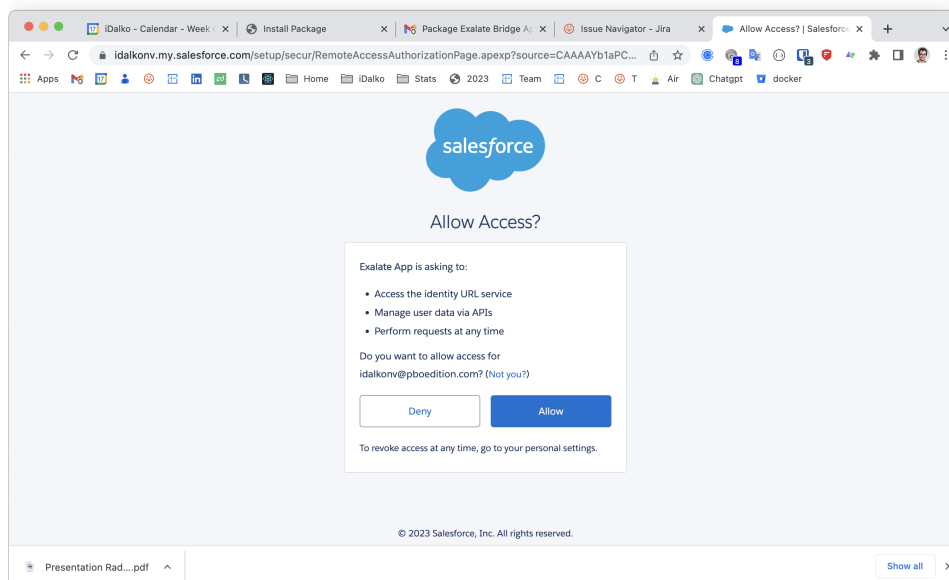 iDalko - Calendar - Week
Install Package
Package Exalate Bridge Ap
Issue Navigator - Jira
Allow Access? | Salesforce
idalkonv.my.salesforce.com/setup/secur/RemoteAccessAuthorizationPage.apexp?source=CAAAAYb1aPC...
8
3
Apps
17
Home
iDalko
Stats
2023
Team
C
T
Air
Chatgpt
docker
salesforce
Allow Access?
Exalate App is asking to:
• Access the identity URL service
• Manage user data via APIs
• Perform requests at any time
Do you want to allow access for
idalkonv@pboedition.com? (Not you?)
Deny
Allow
To revoke access at any time, go to your personal settings.
© 2023 Salesforce, Inc. All rights reserved.
Presentation Rad....pdf
Show all